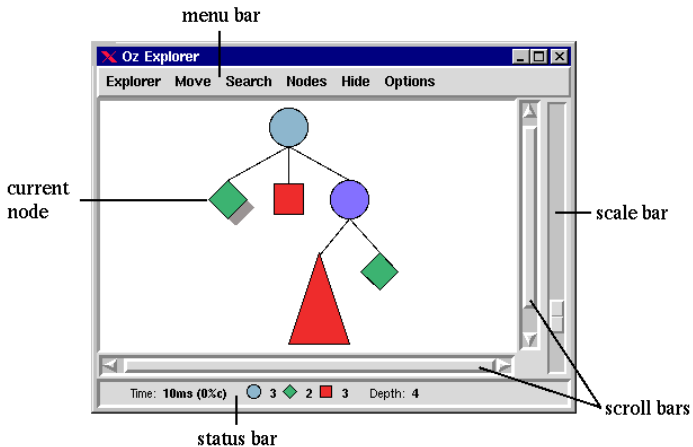 menu bar
Oz Explorer
Explorer Move Search Nodes Hide Options
current
node
scale bar
Time: 10ms (0%c) 3 2 3 Depth: 4
scroll bars
status bar